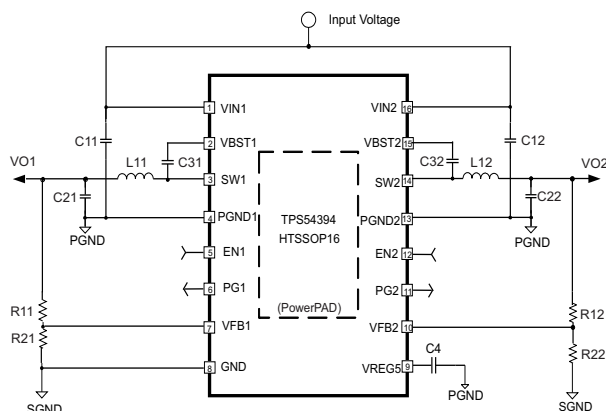 Input Voltage
1 VIN1 VIN2 16
C11 C12
2 VBST1 VBST2 15
VO1 L11 C31 C32 L12 VO2
3 SW1 SW2 14
C21 C22
4 PGND1 PGND2 13
TPS54394
HTSSOP16
PGND PGND
5 EN1 EN2 12
6 PG1 PG2 11
(PowerPAD)
R11 R12
7 VFB1 VFB2 10
R21 R22
8 GND VREG5 9
C4
PGND
SGND SGND